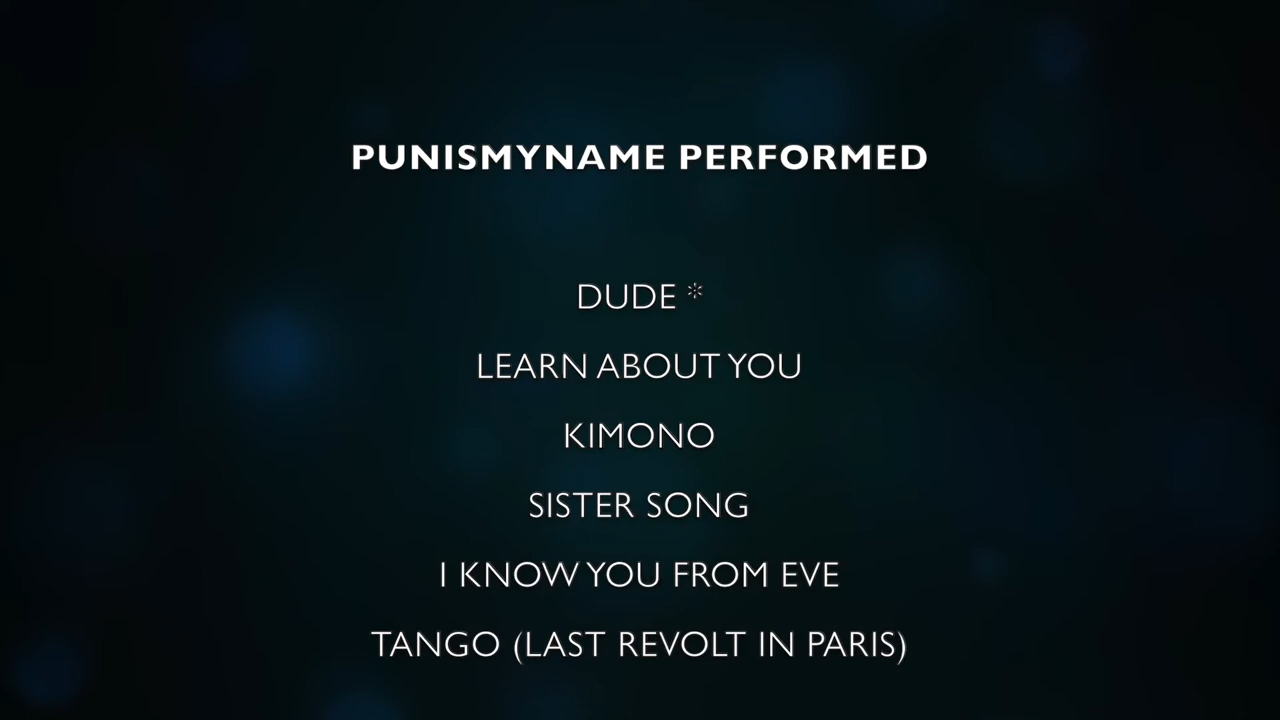 PUNISMYNAME PERFORMED
DUDE *
LEARN ABOUT YOU
KIMONO
SISTER SONG
I KNOW YOU FROM EVE
TANGO (LAST REVOLT IN PARIS)